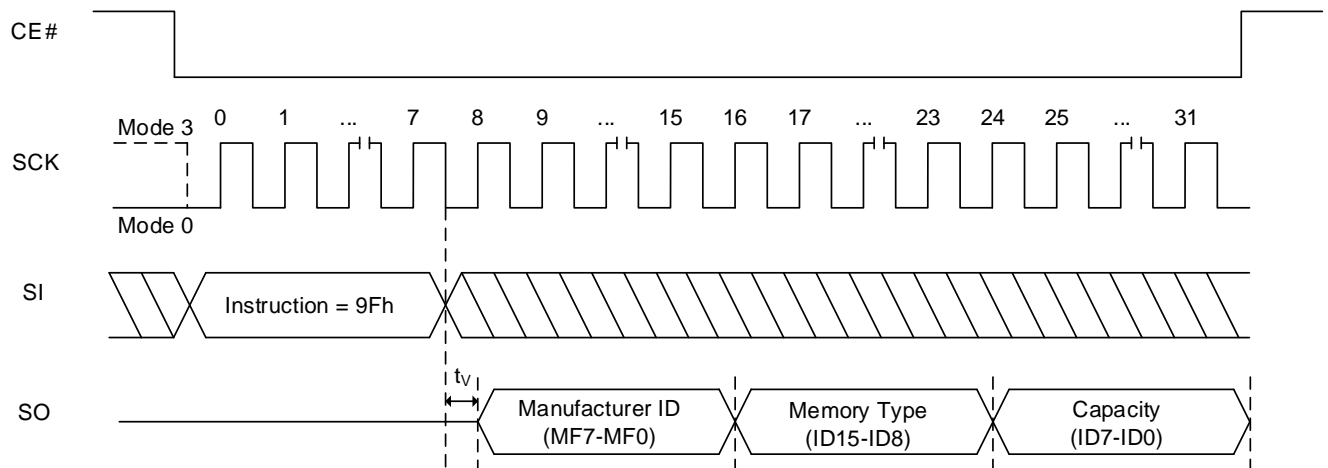 CE#
0 1 ... 7 8 9 ... 15 16 17 ... 23 24 25 ... 31
Mode 3
SCK
Mode 0
SI
Instruction = 9Fh
tV
SO
Manufacturer ID
(MF7-MF0)
Memory Type
(ID15-ID8)
Capacity
(ID7-ID0)